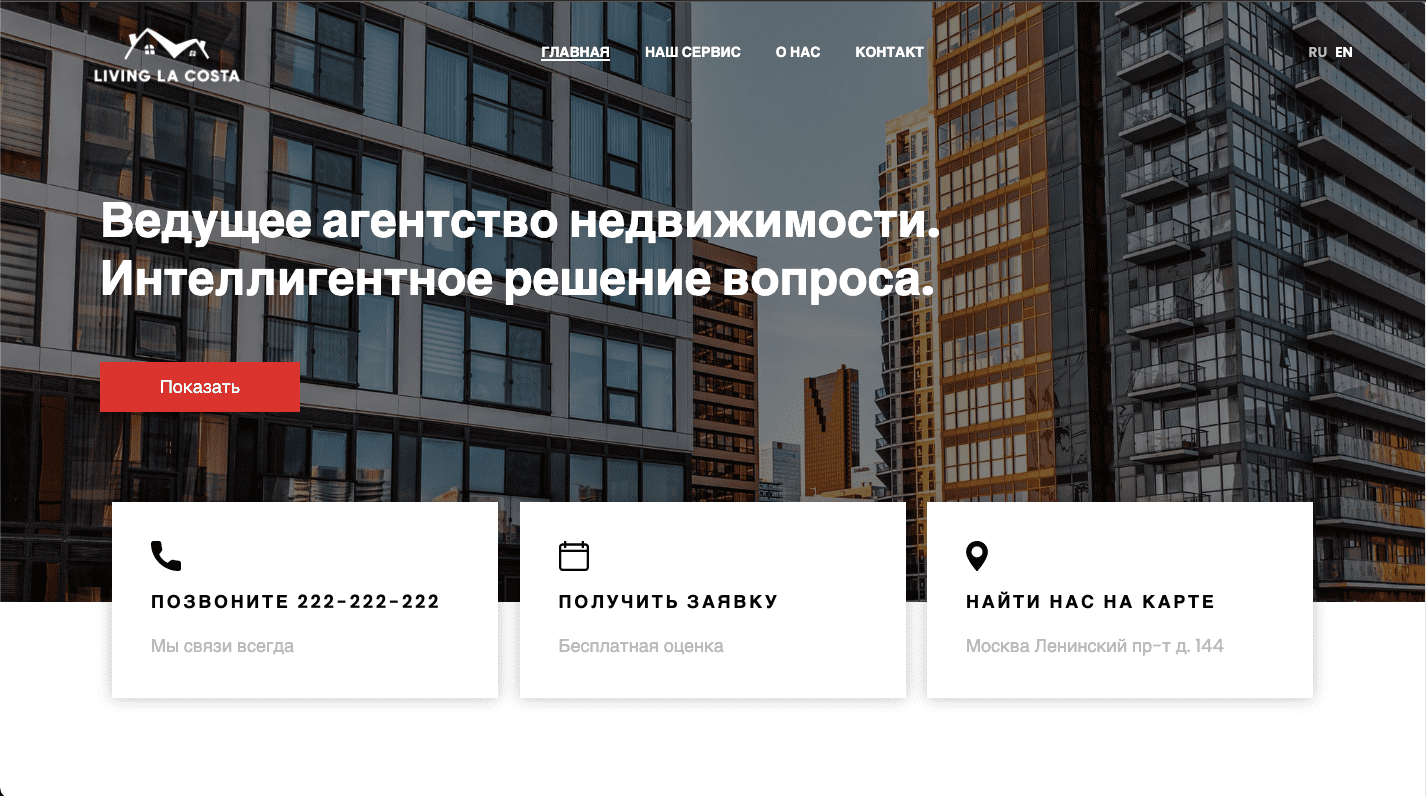 LIVING LA COSTA
ГЛАВНАЯ НАШ СЕРВИС О НАС КОНТАКТ
RU EN
Ведущее агентство недвижимости.
Интеллигентное решение вопроса.
Показать
ПОЗВОНИТЕ 222-222-222
Мы связи всегда
ПОЛУЧИТЬ ЗАЯВКУ
Бесплатная оценка
НАЙТИ НАС НА КАРТЕ
Москва Ленинский пр-т д. 144